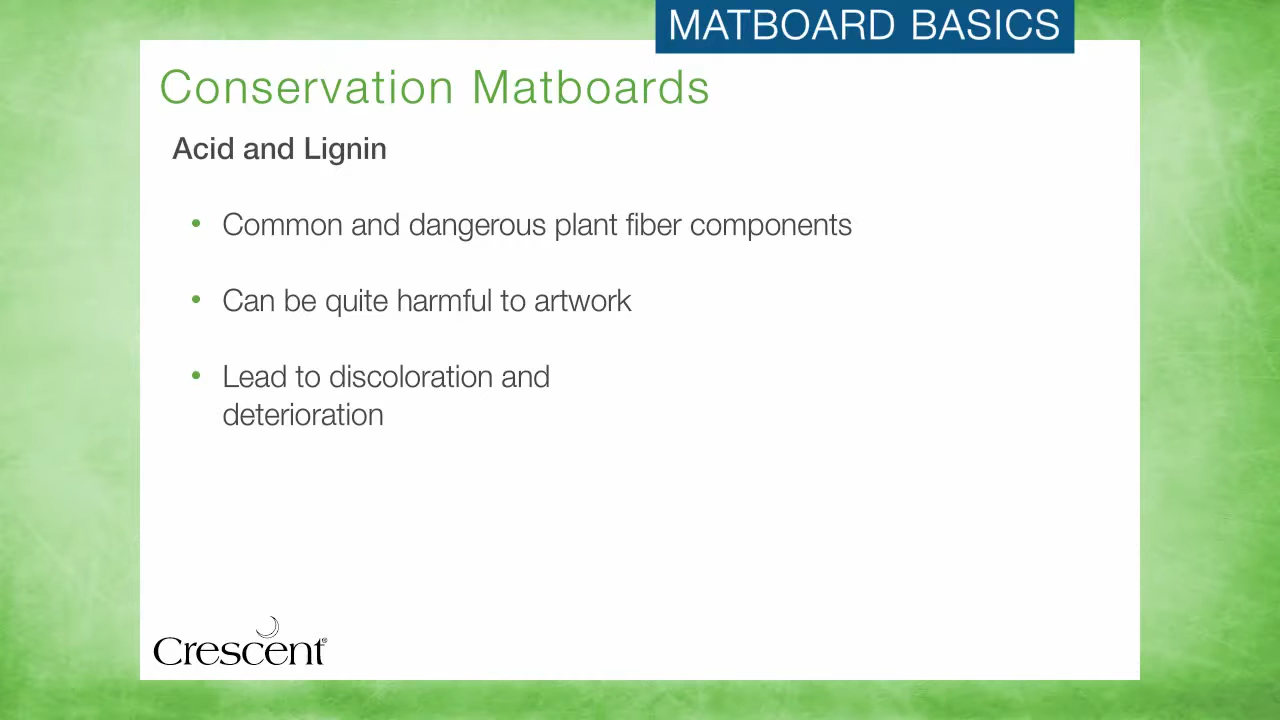 MATBOARD BASICS
Conservation Matboards
Acid and Lignin
• Common and dangerous plant fiber components
• Can be quite harmful to artwork
• Lead to discoloration and
deterioration
Crescent®